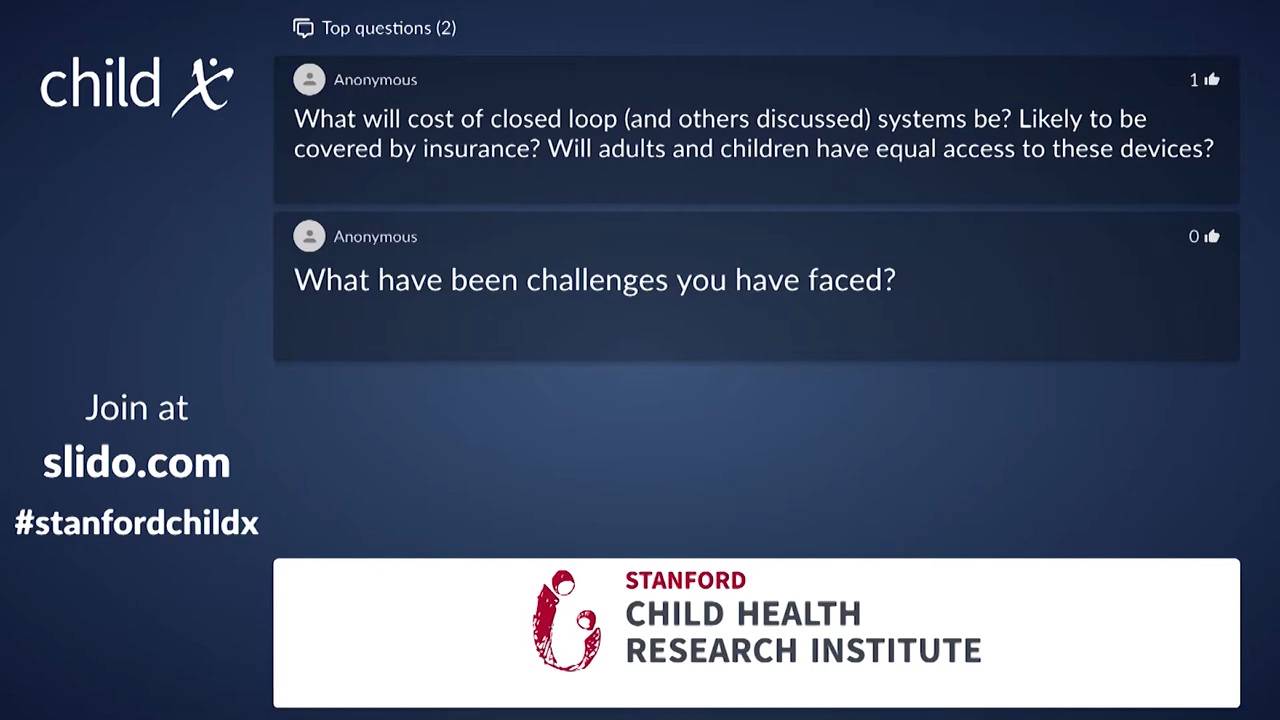 Top questions (2)
child x
Anonymous
1
What will cost of closed loop (and others discussed) systems be? Likely to be
covered by insurance? Will adults and children have equal access to these devices?
Anonymous
0
What have been challenges you have faced?
Join at
slido.com
#stanfordchildx
STANFORD
CHILD HEALTH
RESEARCH INSTITUTE